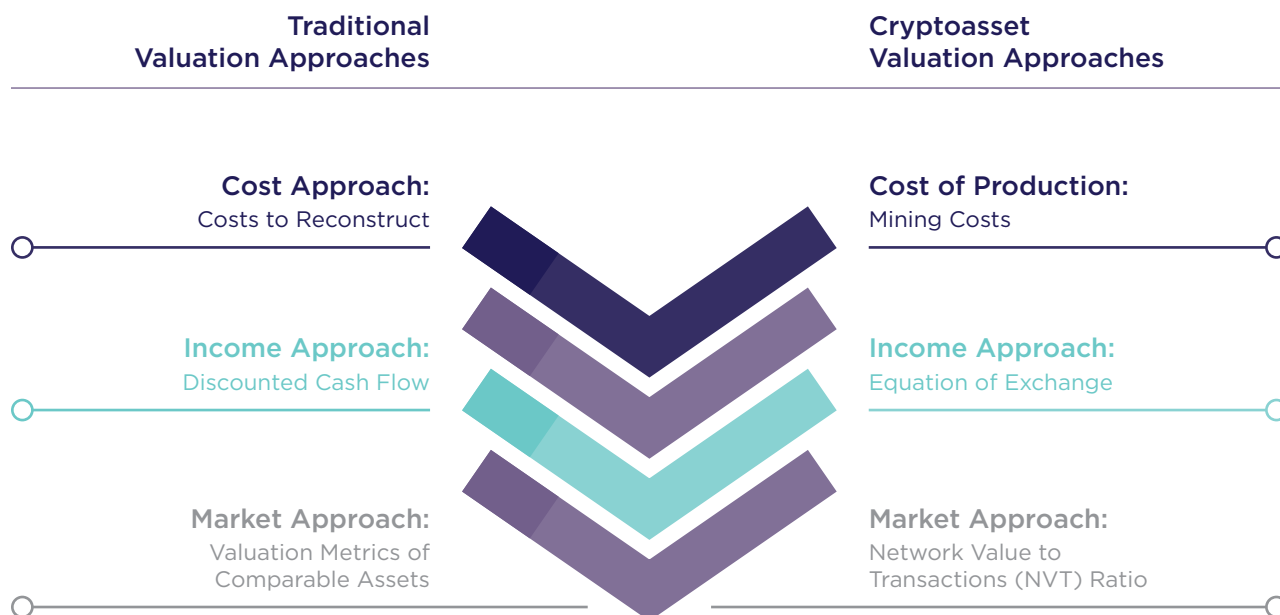 Traditional
Valuation Approaches
Cryptoasset
Valuation Approaches
Cost Approach:
Costs to Reconstruct
Cost of Production:
Mining Costs
Income Approach:
Discounted Cash Flow
Income Approach:
Equation of Exchange
Market Approach:
Valuation Metrics of
Comparable Assets
Market Approach:
Network Value to
Transactions (NVT) Ratio